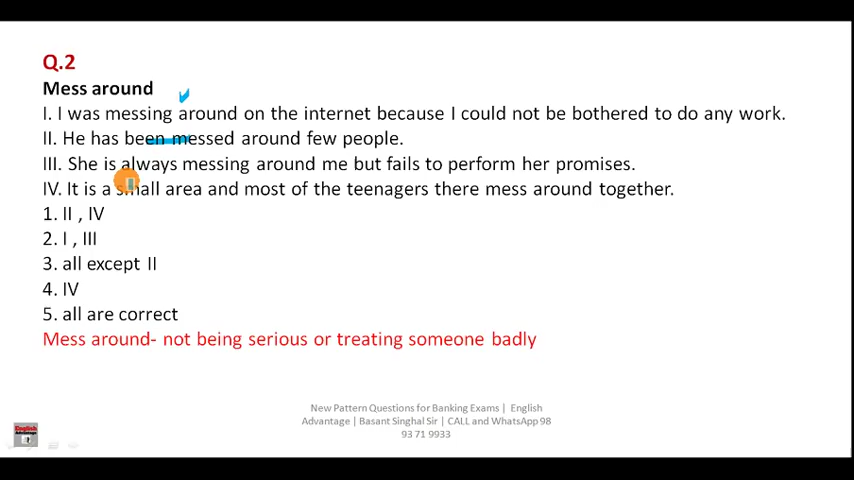 Q.2
Mess around
I. I was messing around on the internet because I could not be bothered to do any work.
II. He has been messed around few people.
III. She is always messing around me but fails to perform her promises.
IV. It is a small area and most of the teenagers there mess around together.
1. II , IV
2. I , III
3. all except II
4. IV
5. all are correct
Mess around- not being serious or treating someone badly
New Pattern Questions for Banking Exams | English
Advantage | Basant Singhal Sir | CALL and WhatsApp 98
93 71 9933
English
Advantage